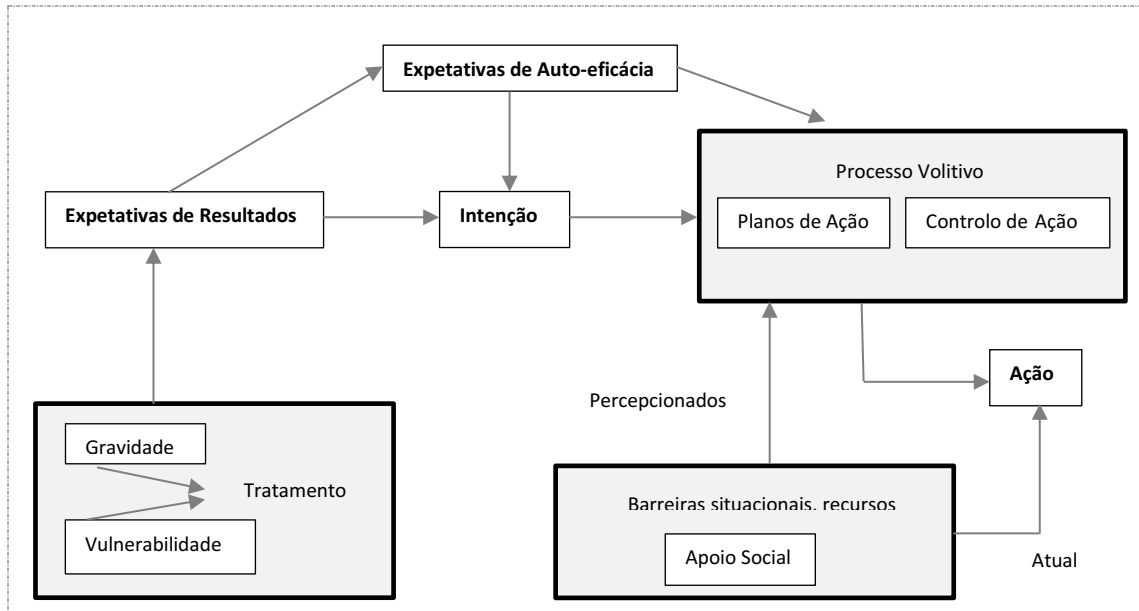 Expetativas de Auto-eficácia
Processo Volitivo
Planos de Ação
Controlo de Ação
Expetativas de Resultados
Intenção
Ação
Percepcionados
Gravidade
Tratamento
Vulnerabilidade
Barreiras situacionais, recursos
Apoio Social
Atual